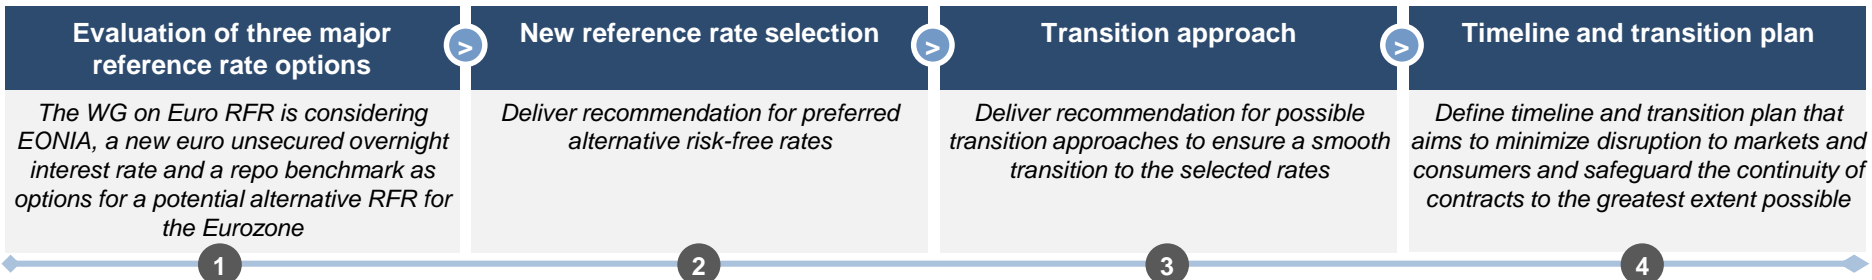 Evaluation of three major
reference rate options
>
New reference rate selection
>
Transition approach
>
Timeline and transition plan
The WG on Euro RFR is considering
EONIA, a new euro unsecured overnight
interest rate and a repo benchmark as
options for a potential alternative RFR for
the Eurozone
Deliver recommendation for preferred
alternative risk-free rates
Deliver recommendation for possible
transition approaches to ensure a smooth
transition to the selected rates
Define timeline and transition plan that
aims to minimize disruption to markets and
consumers and safeguard the continuity of
contracts to the greatest extent possible
1
2
3
4